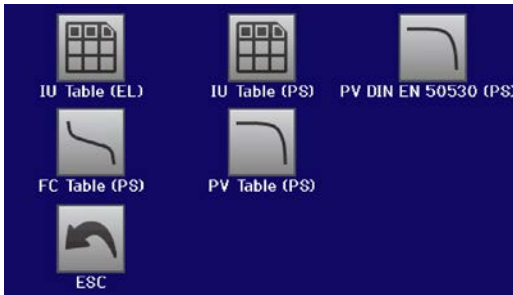 IU Table (EL) IU Table (PS) PV DIN EN 50530 (PS)
FC Table (PS) PV Table (PS)
ESC